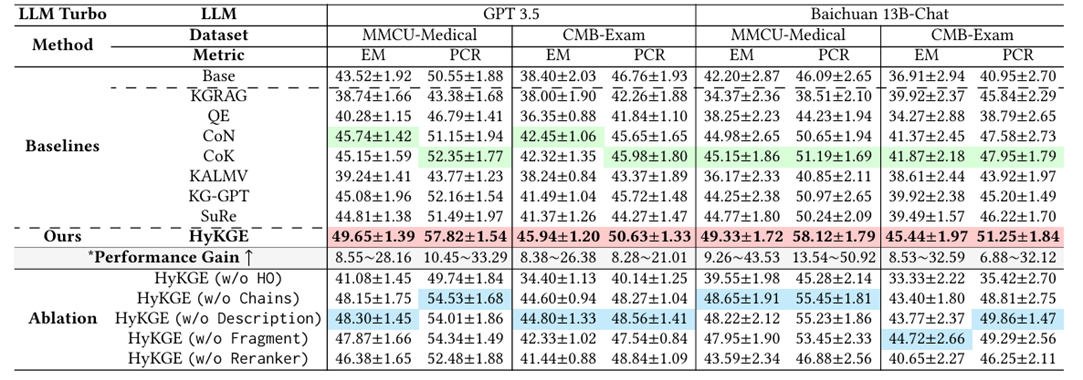 LLM Turbo LLM GPT 3.5 Baichuan 13B-Chat
Method Dataset MMCU-Medical CMB-Exam MMCU-Medical CMB-Exam
Metric EM PCR EM PCR EM PCR EM PCR
Base 43.52±1.92 50.55±1.88 38.40±2.03 46.76±1.93 42.20±2.87 46.09±2.65 36.91±2.94 40.95±2.70
KGRAG 38.74±1.66 43.38±1.68 38.00±1.90 42.26±1.88 34.37±2.36 38.51±2.10 39.92±2.37 45.84±2.29
QE 40.28±1.15 46.79±1.41 36.35±0.88 41.84±1.10 38.25±2.23 44.23±1.94 34.27±2.88 38.79±2.65
Baselines CoN 45.74±1.42 51.15±1.94 42.45±1.06 45.65±1.65 44.98±2.65 50.65±1.94 41.37±2.45 47.58±2.73
CoK 45.15±1.59 52.35±1.77 42.32±1.35 45.98±1.80 45.15±1.86 51.19±1.69 41.87±2.18 47.95±1.79
KALMV 39.24±1.41 43.77±1.23 38.24±0.84 43.37±1.89 36.17±2.33 40.85±2.11 38.61±2.44 43.92±1.97
KG-GPT 45.08±1.96 52.16±1.54 41.49±1.04 45.72±1.48 44.25±2.38 50.97±2.65 39.92±2.38 45.20±1.49
SuRe 44.81±1.38 51.49±1.97 41.37±1.26 44.27±1.47 44.77±1.80 50.24±2.09 39.49±1.57 46.22±1.70
Ours HyKGE 49.65±1.39 57.82±1.54 45.94±1.20 50.63±1.33 49.33±1.72 58.12±1.79 45.44±1.97 51.25±1.84
*Performance Gain ↑ 8.55~28.16 10.45~33.29 8.38~26.38 8.28~21.01 9.26~43.53 13.54~50.92 8.53~32.59 6.88~32.12
HyKGE (w/o HO) 41.08±1.45 49.74±1.84 34.40±1.13 40.14±1.25 39.55±1.98 45.28±2.14 33.33±2.22 35.42±2.70
HyKGE (w/o Chains) 48.15±1.75 54.53±1.68 44.60±0.94 48.27±1.04 48.65±1.91 55.45±1.81 43.40±1.80 48.81±2.75
Ablation HyKGE (w/o Description) 48.30±1.45 54.01±1.86 44.80±1.33 48.56±1.41 48.22±2.12 55.23±1.86 43.77±2.37 49.86±1.47
HyKGE (w/o Fragment) 47.87±1.66 54.34±1.49 42.33±1.02 47.54±0.84 47.95±1.90 53.45±2.33 44.72±2.66 49.29±2.56
HyKGE (w/o Reranker) 46.38±1.65 52.48±1.88 41.44±0.88 48.84±1.09 43.59±2.34 46.88±2.56 40.65±2.27 46.25±2.11